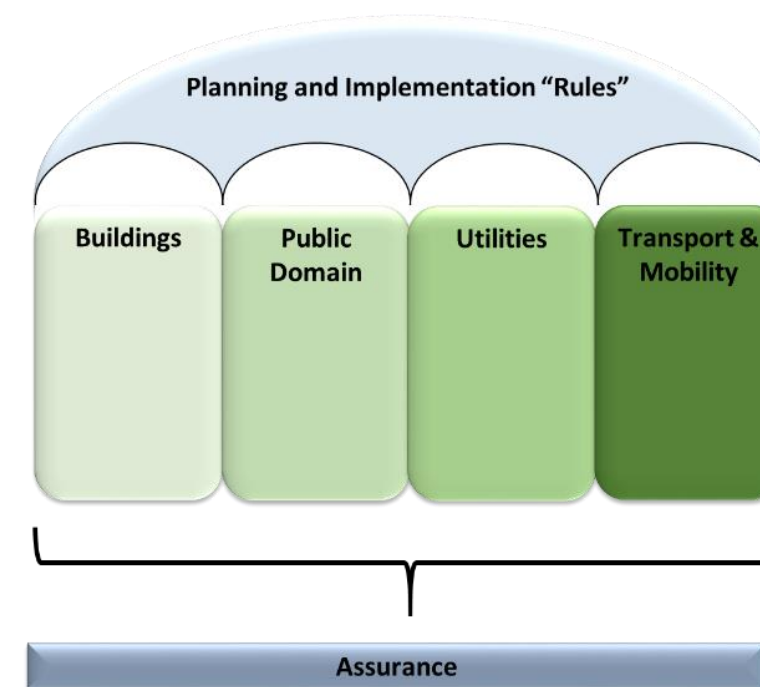 Planning and Implementation “Rules”
Buildings
Public
Domain
Utilities
Transport &
Mobility
Assurance